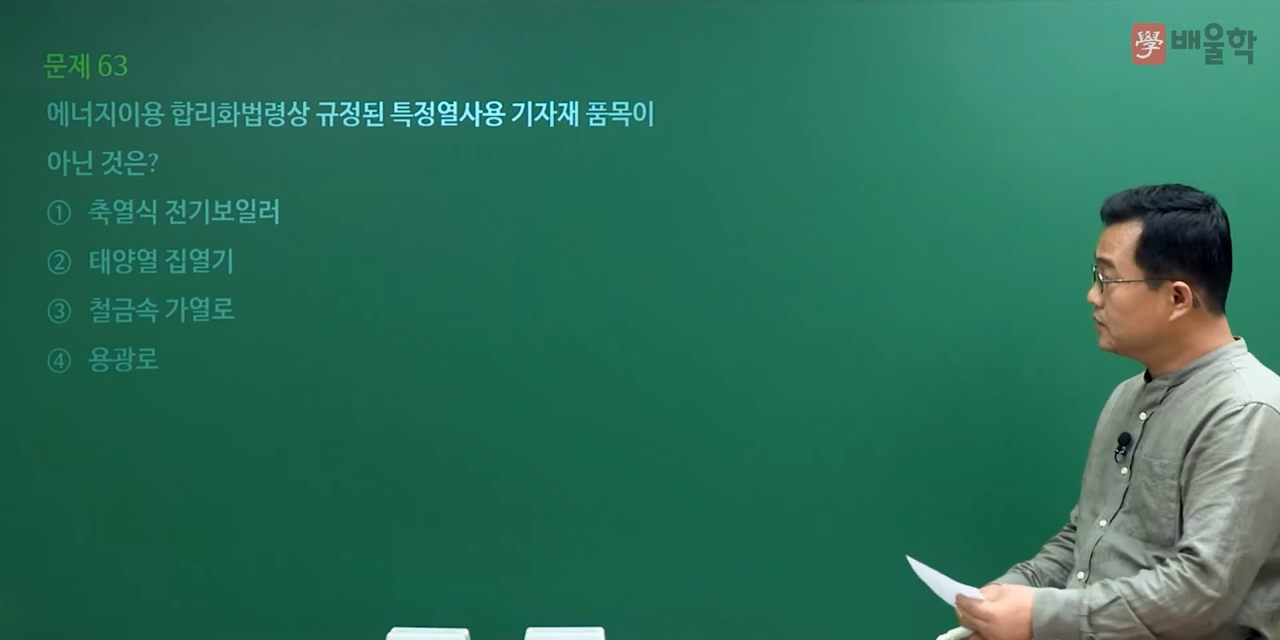 學 배울학
문제 63
에너지이용 합리화법령상 규정된 특정열사용 기자재 품목이
아닌 것은?
① 축열식 전기보일러
② 태양열 집열기
③ 철금속 가열로
④ 용광로